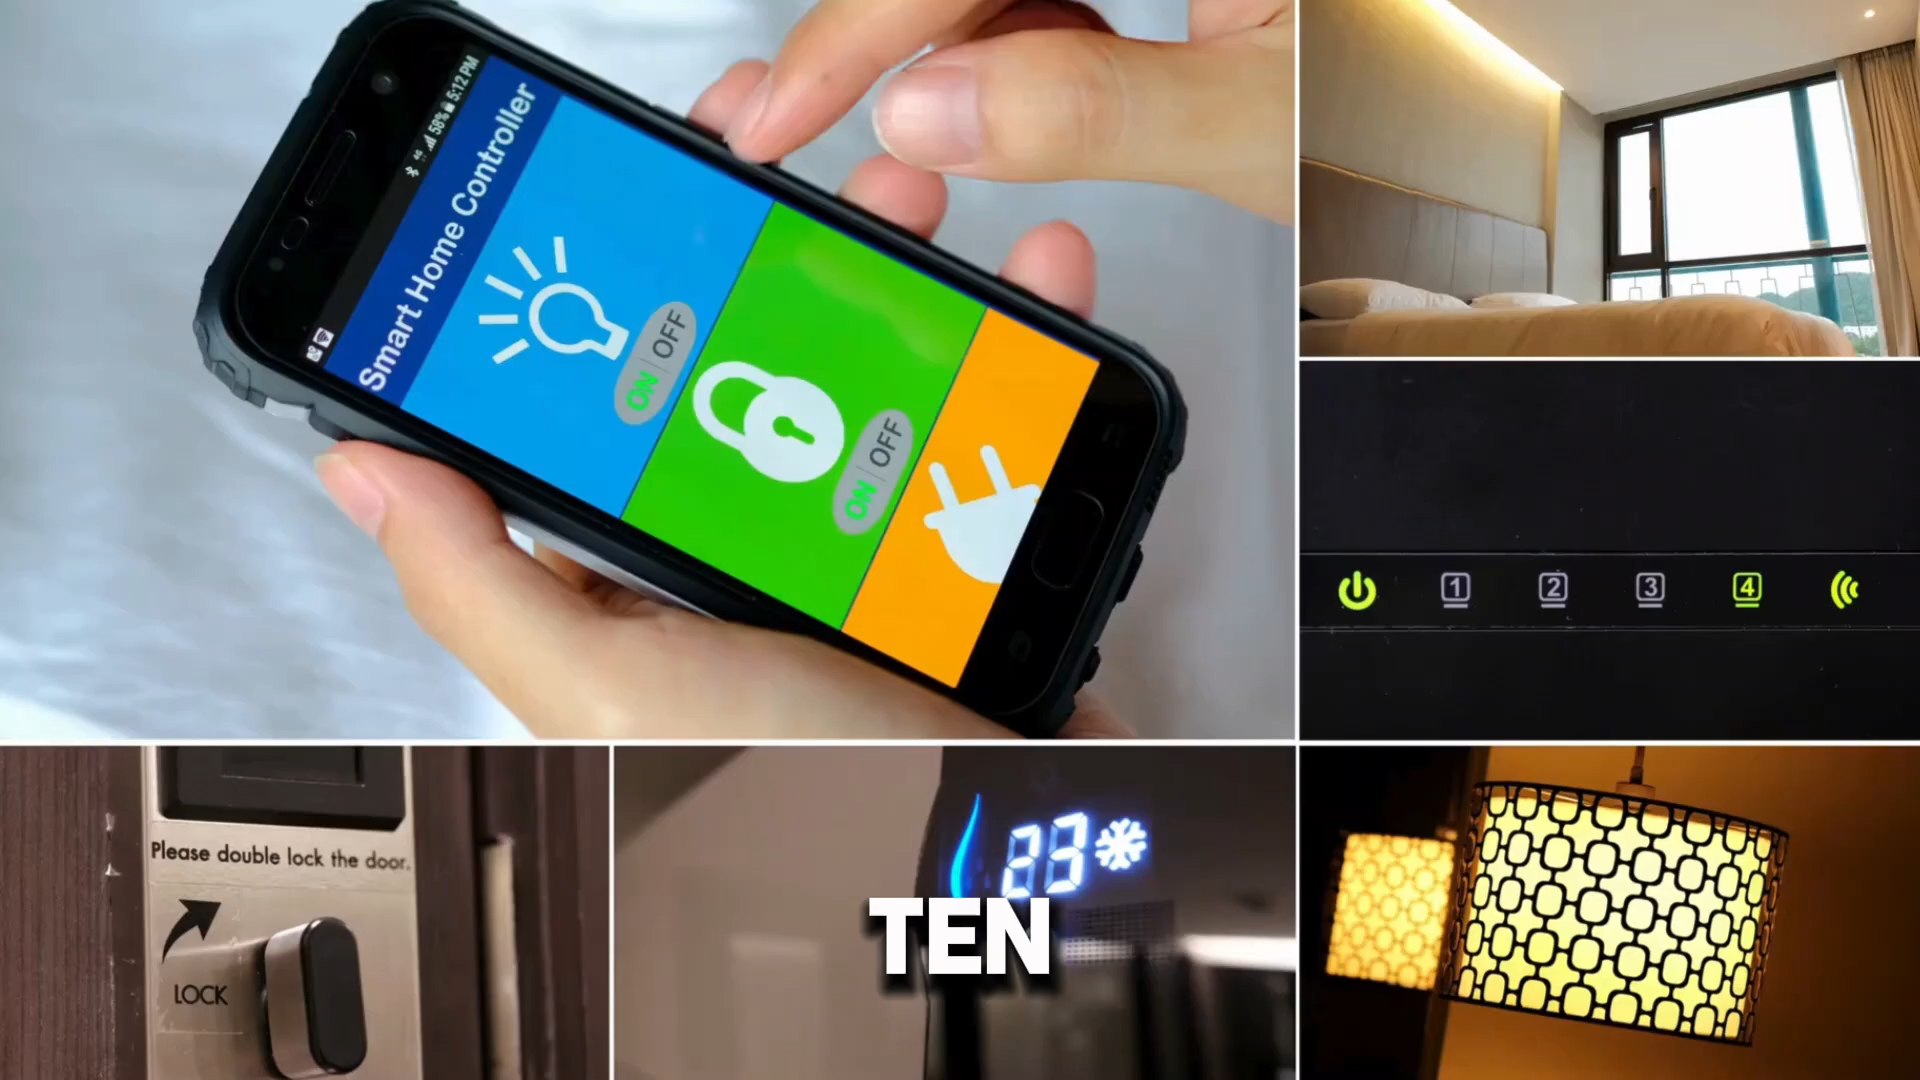 58% 5:12 PM
Smart Home Controller
ON | OFF
ON | OFF
1 2 3 4
Please double lock the door.
LOCK
23
TEN